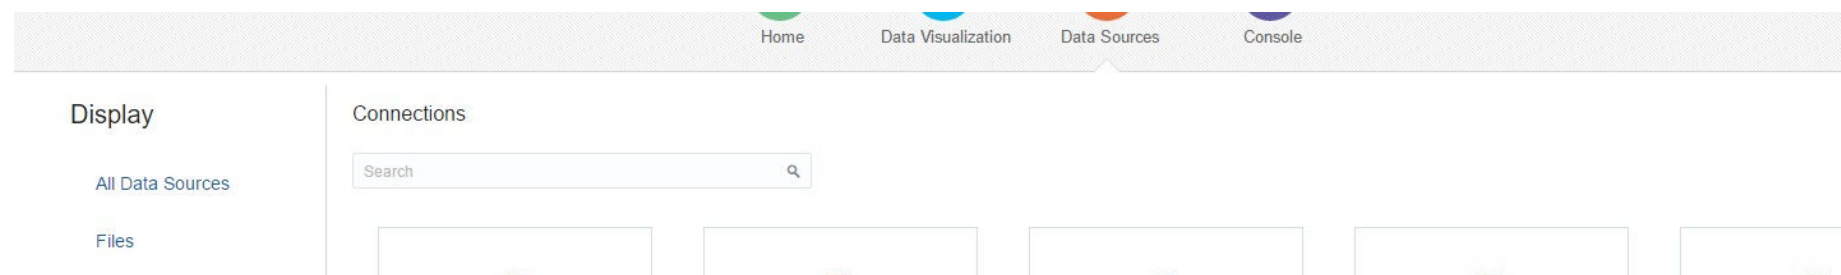 Home Data Visualization Data Sources Console
Display
All Data Sources
Files
Connections
Search